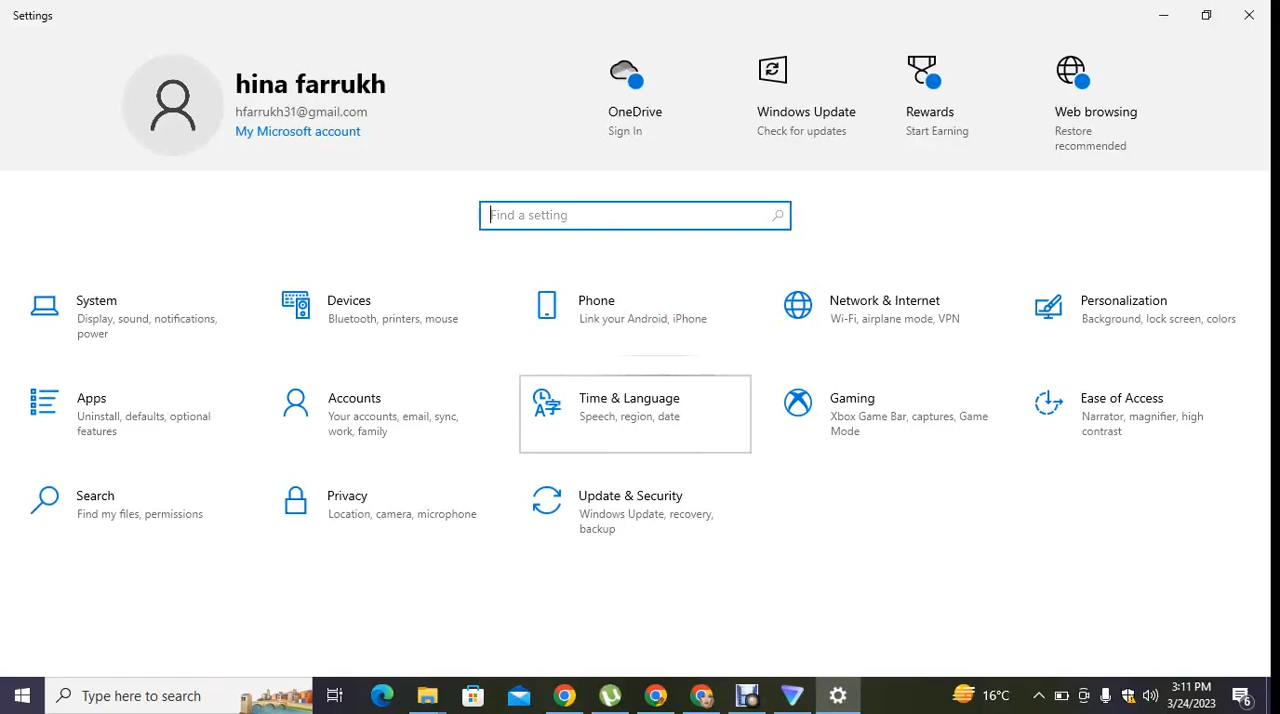 Settings
hina farrukh
hfarrukh31@gmail.com
My Microsoft account
OneDrive
Sign In
Windows Update
Check for updates
Rewards
Start Earning
Web browsing
Restore
recommended
Find a setting
System
Display, sound, notifications,
power
Devices
Bluetooth, printers, mouse
Phone
Link your Android, iPhone
Network & Internet
Wi-Fi, airplane mode, VPN
Personalization
Background, lock screen, colors
Apps
Uninstall, defaults, optional
features
Accounts
Your accounts, email, sync,
work, family
Time & Language
Speech, region, date
Gaming
Xbox Game Bar, captures, Game
Mode
Ease of Access
Narrator, magnifier, high
contrast
Search
Find my files, permissions
Privacy
Location, camera, microphone
Update & Security
Windows Update, recovery,
backup
Type here to search
16°C
3:11 PM
3/24/2023
6